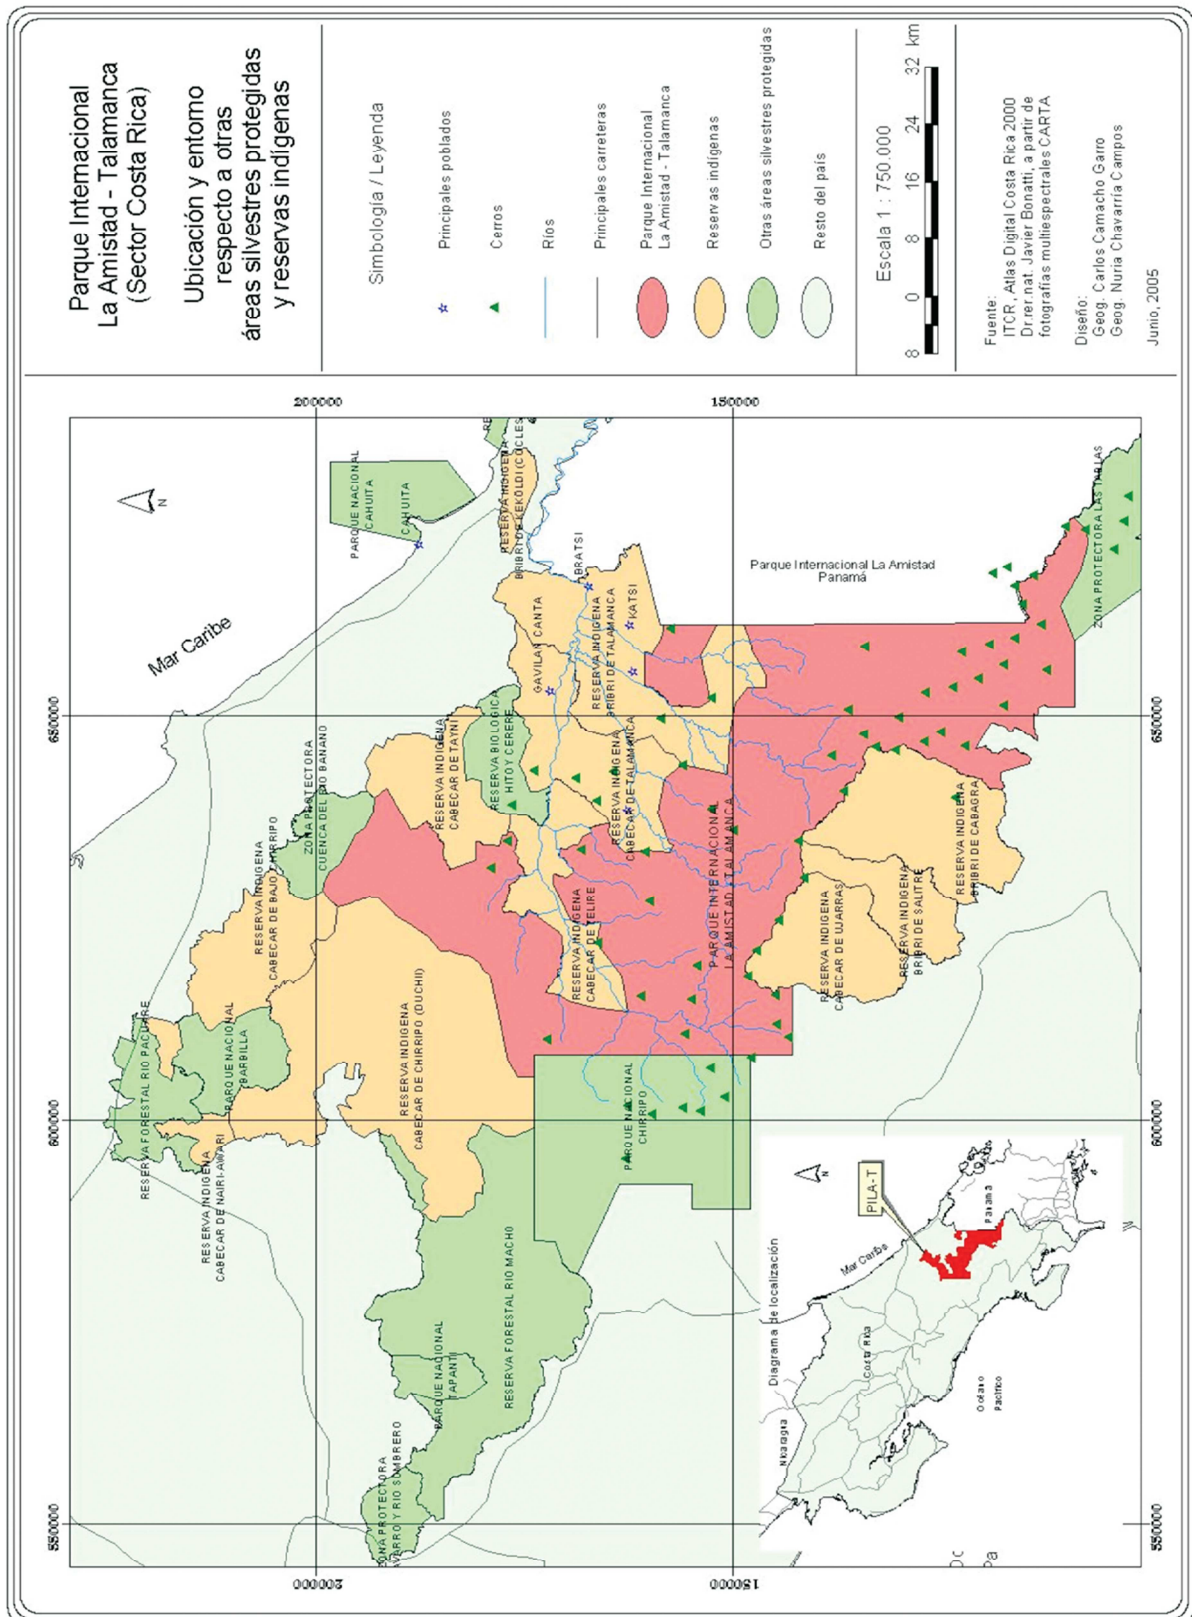 Parque Internacional
La Amistad - Talamanca
(Sector Costa Rica)
Ubicación y entorno
respecto a otras
áreas silvestres protegidas
y reservas indígenas
Simbología / Leyenda
Principales poblados
Cerros
Ríos
Principales carreteras
Parque Internacional
La Amistad - Talamanca
Reservas indígenas
Otras áreas silvestres protegidas
Resto del país
Escala 1 : 750.000
8 0 8 16 24 32 km
Fuente:
ITCR, Atlas Digital Costa Rica 2000
Dr.rer.nat. Javier Bonatti, a partir de
fotografías multiespectrales CARTA
Diseño:
Geog. Carlos Camacho Garro
Geog. Nuria Chavarría Campos
Junio, 2005
200000
150000
200000
150000
550000
600000
650000
550000
600000
N
Mar Caribe
PARQUE NACIONAL
CAHUITA
CAHUITA
RE
RESERVA INDIGENA
BRIBRI DE KEKOLDI (COCLES
BRATSI
GAVILAN CANTA
RESERVA INDIGENA
BRIBRI DE TALAMANCA
KATSI
Parque Internacional La Amistad
Panamá
ZONA PROTECTORA LAS TABLAS
RESERVA INDIGENA
CABECAR DE TAYNI
RESERVA BIOLOGICA
HITOY CERERE
ZONA PROTECTORA
CUENCA DEL RIO BANANO
RESERVA INDIGENA
CABECAR DE BAJO CHIRRIPO
RESERVA INDIGENA
CABECAR DE TALAMANCA
PARQUE INTERNACIONAL
LA AMISTAD - TALAMANCA
RESERVA INDIGENA
CABECAR DE TELIRE
RESERVA INDIGENA
BRIBRI DE CABAGRA
RESERVA INDIGENA
BRIBRI DE SALITRE
RESERVA INDIGENA
CABECAR DE UJARRAS
RESERVA FORESTAL RIO PACUARE
PARQUE NACIONAL
BARBILLA
RESERVA INDIGENA
CABECAR DE NAIRI-AWARI
RESERVA INDIGENA
CABECAR DE CHIRRIPO (DUCHII)
PARQUE NACIONAL
CHIRRIPO
RESERVA FORESTAL RIO MACHO
PARQUE NACIONAL
TAPANTI
ZONA PROTECTORA
AVARRO Y RIO SOMBRERO
Diagrama de localización
N
PILA-T
Mar Caribe
Nicaragua
Costa Rica
Panamá
Océano
Pacífico